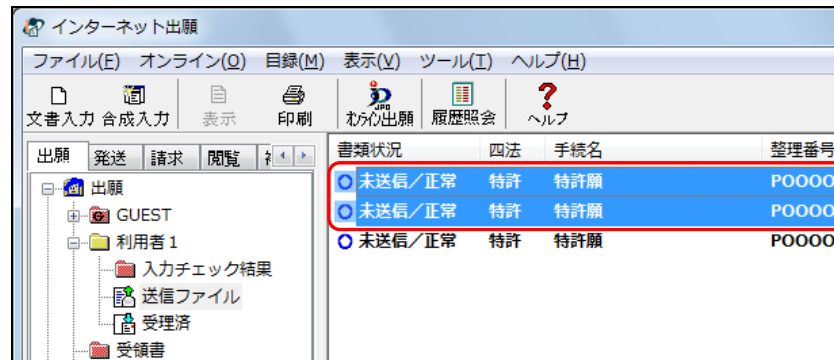 インターネット出願
ファイル(F) オンライン(O) 目録(M) 表示(V) ツール(T) ヘルプ(H)
文書入力 合成入力 表示 印刷 オンライン出願 履歴照会 ヘルプ
出願 発送 請求 閲覧
書類状況 四法 手続名 整理番号
未送信/正常 特許 特許願 P0000
未送信/正常 特許 特許願 P0000
未送信/正常 特許 特許願 P0000
出願
GUEST
利用者1
入力チェック結果
送信ファイル
受理済
受領書